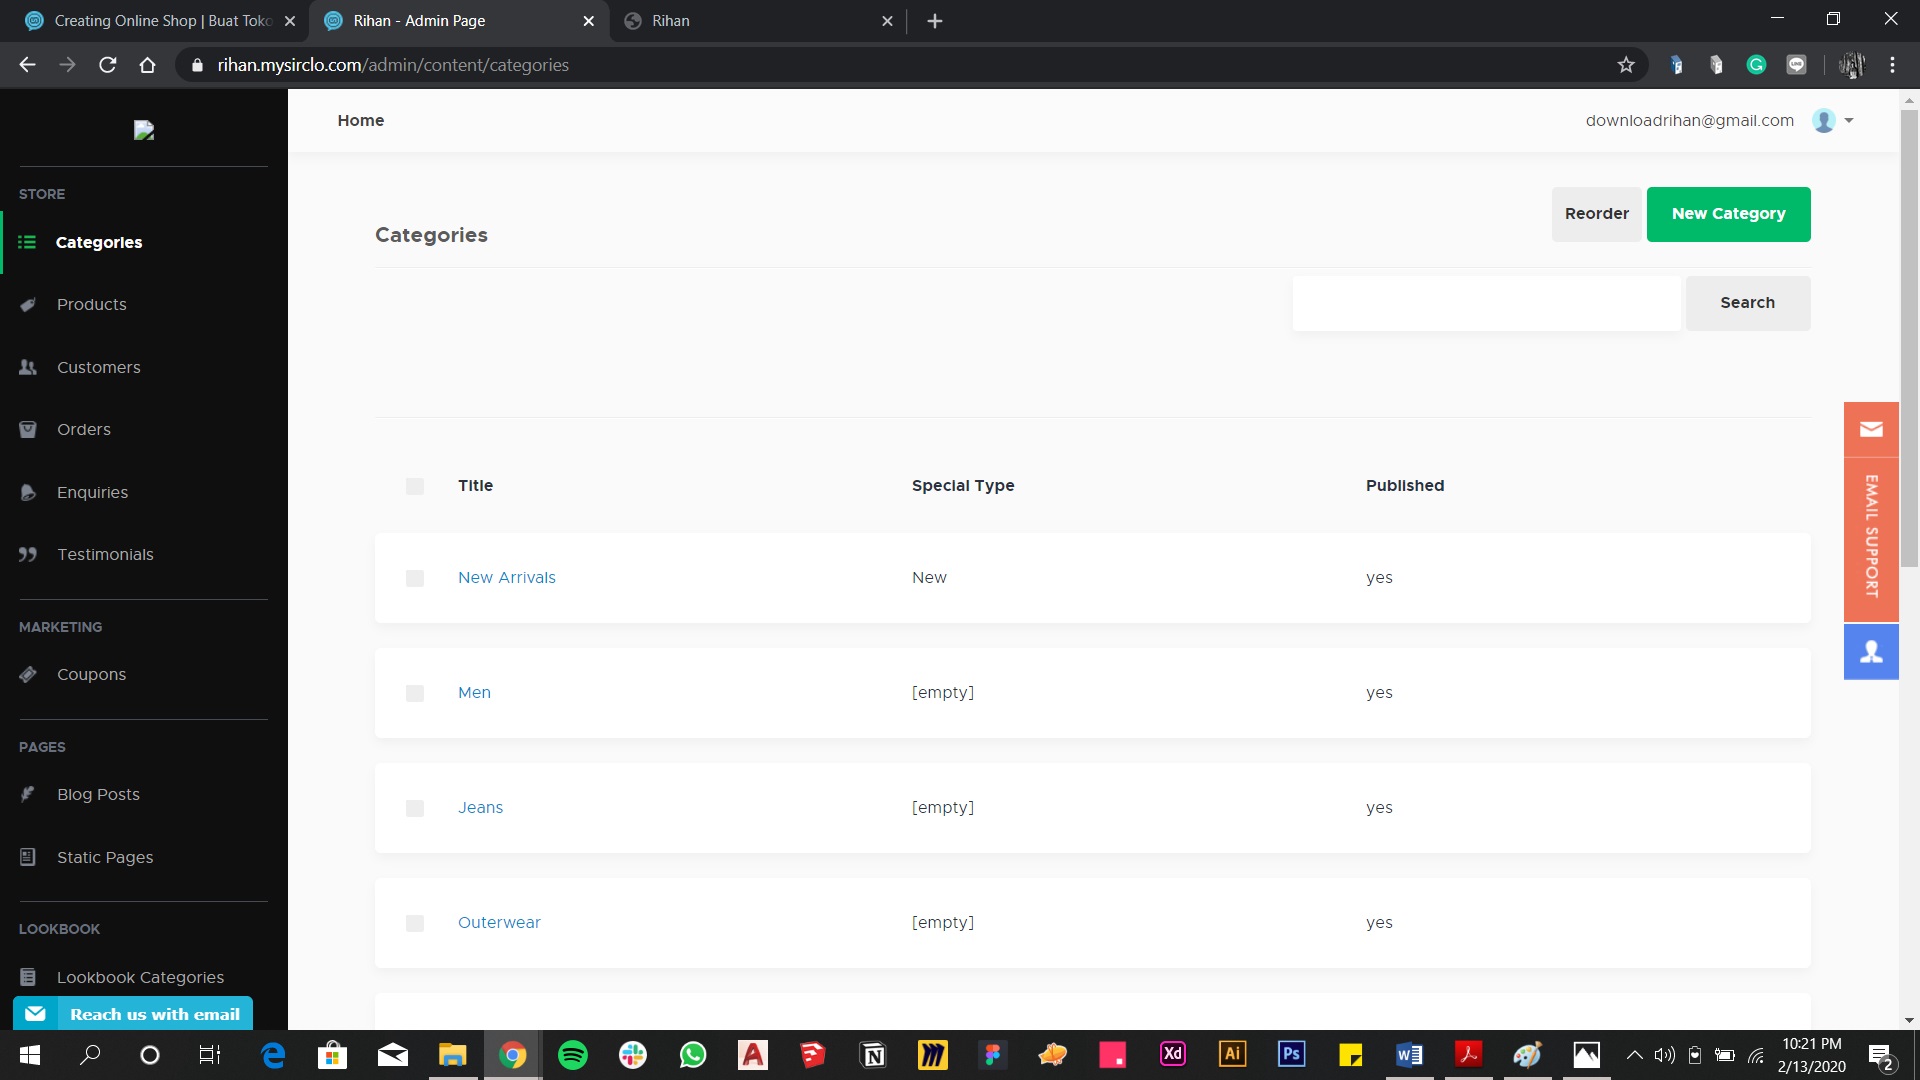 Creating Online Shop | Buat Toko
Rihan - Admin Page
Rihan
rihan.mysirclo.com/admin/content/categories
Home
downloadrihan@gmail.com
STORE
Categories
Products
Customers
Orders
Enquiries
Testimonials
MARKETING
Coupons
PAGES
Blog Posts
Static Pages
LOOKBOOK
Lookbook Categories
Reach us with email
Categories
Reorder
New Category
Search
Title Special Type Published
New Arrivals New yes
Men [empty] yes
Jeans [empty] yes
Outerwear [empty] yes
EMAIL SUPPORT
10:21 PM
2/13/2020
2